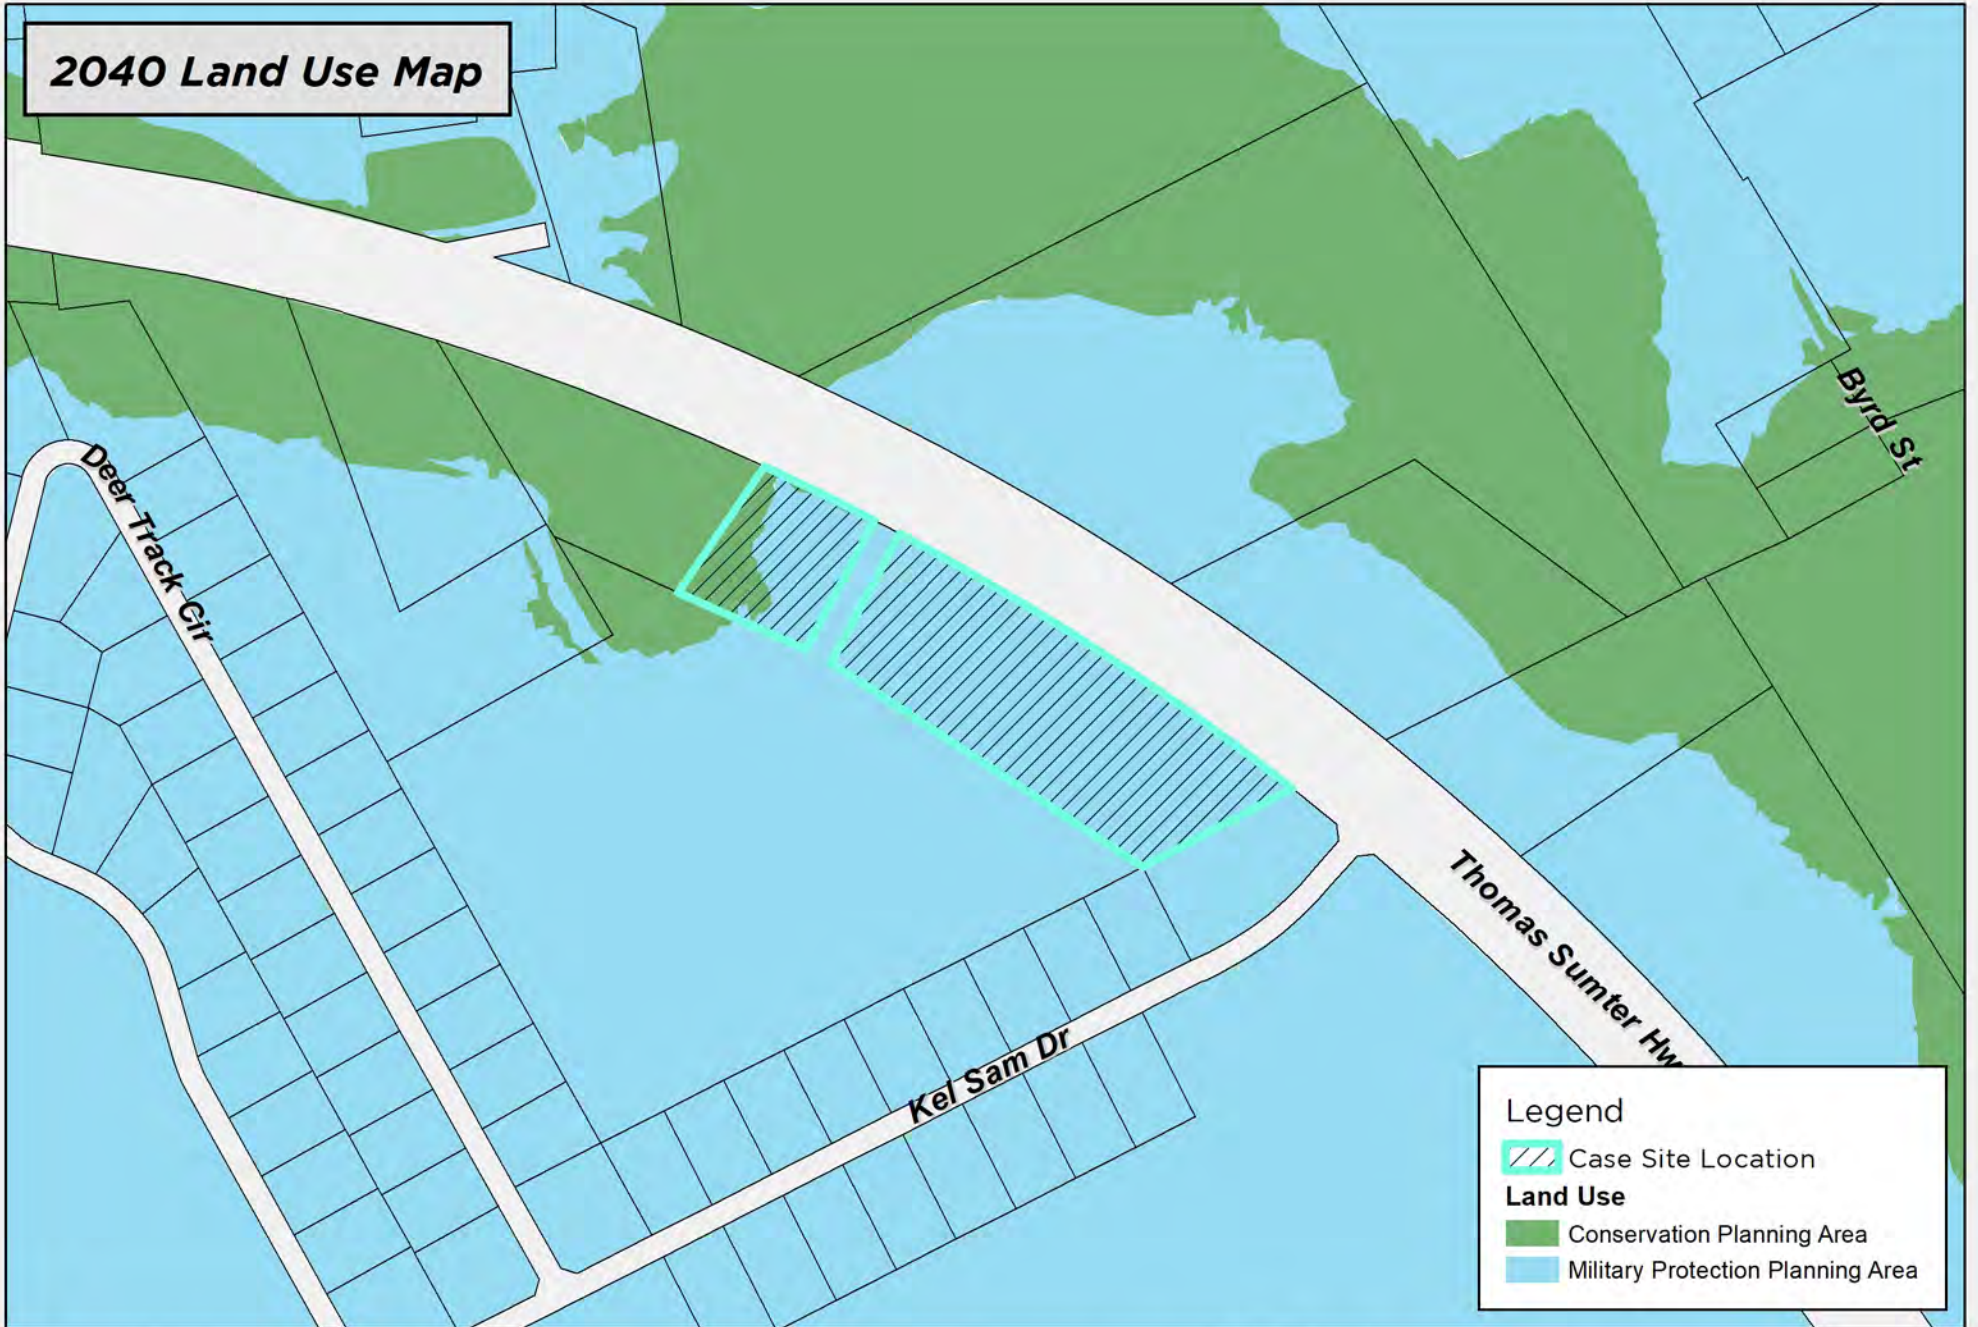 2040 Land Use Map
Byrd St
Deer Track Cir
Thomas Sumter Hw
Kel Sam Dr
Legend
Case Site Location
Land Use
Conservation Planning Area
Military Protection Planning Area